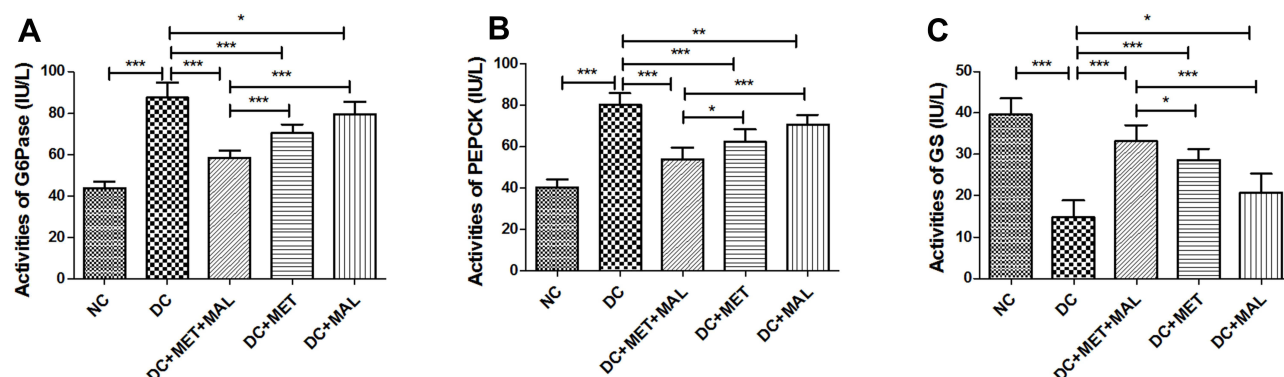 A
Activities of G6Pase (IU/L)
100
80
60
40
20
0
*
***
***
***
***
***
NC
DC
DC+MET+MAL
DC+MET
DC+MAL
B
Activities of PEPCK (IU/L)
100
80
60
40
20
0
**
***
***
***
***
*
NC
DC
DC+MET+MAL
DC+MET
DC+MAL
C
Activities of GS (IU/L)
50
40
30
20
10
0
*
***
***
***
***
*
NC
DC
DC+MET+MAL
DC+MET
DC+MAL